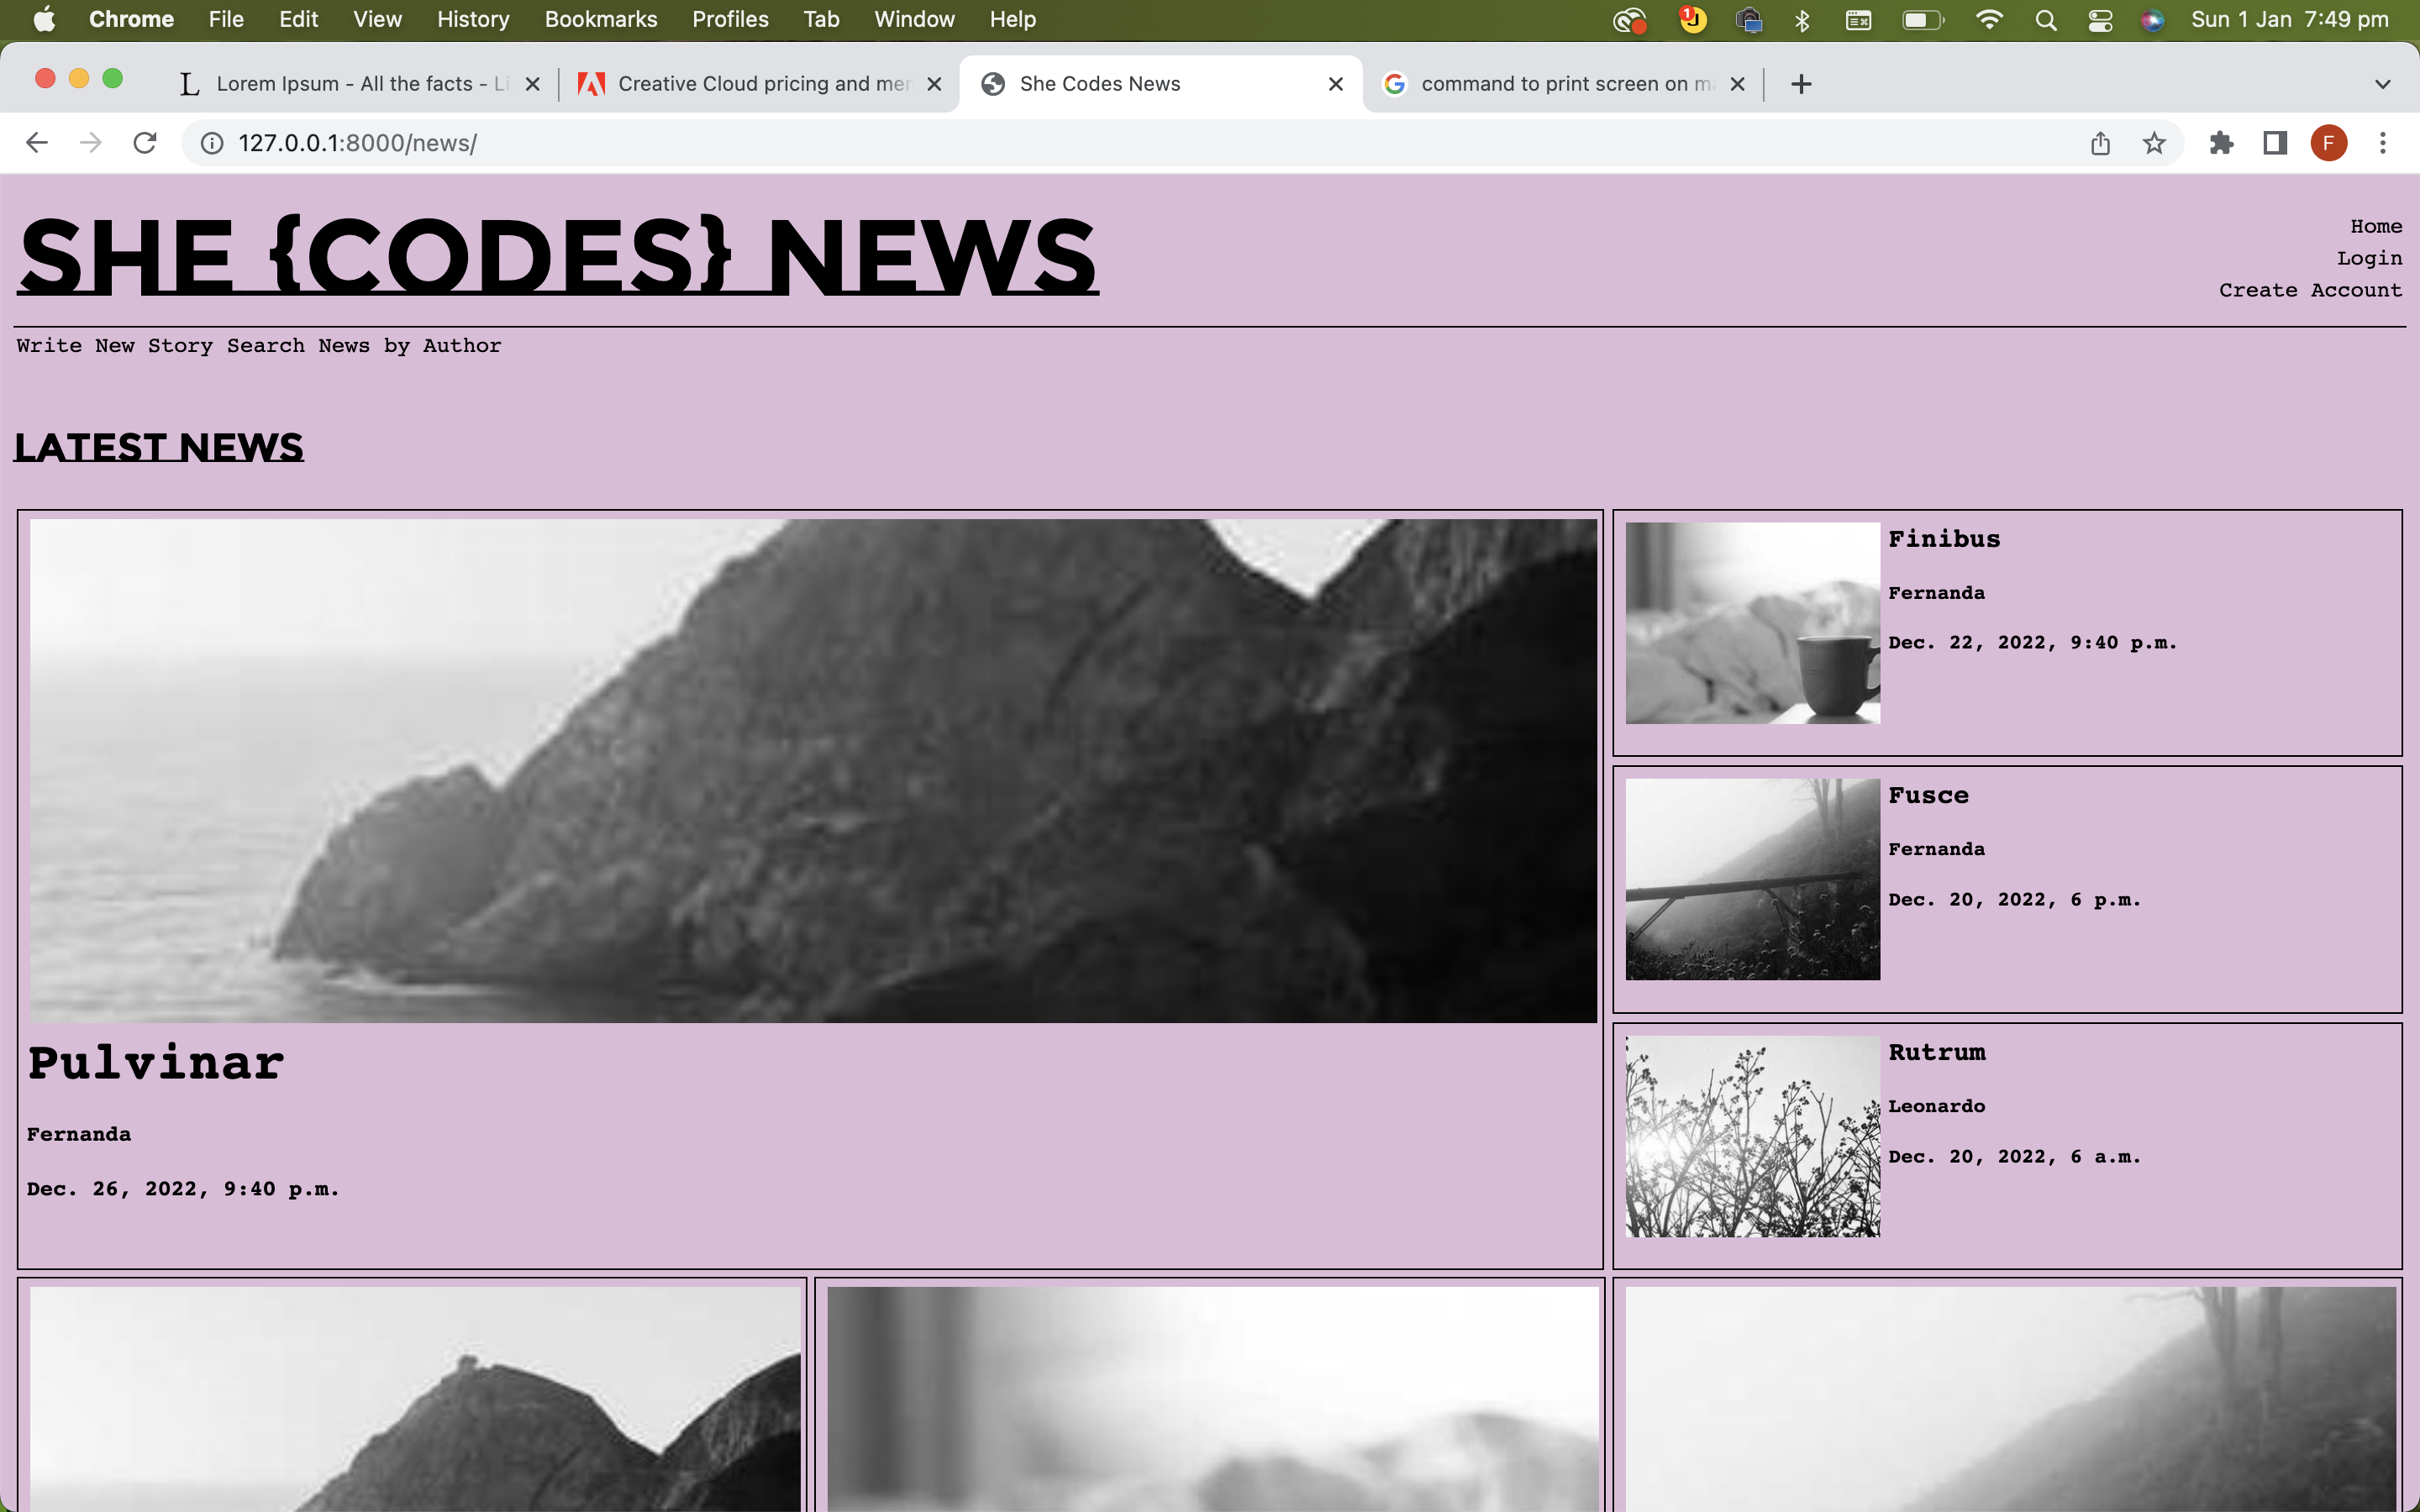 Chrome File Edit View History Bookmarks Profiles Tab Window Help 1 J Sun 1 Jan 7:49 pm
L Lorem Ipsum - All the facts - Li Creative Cloud pricing and mer She Codes News command to print screen on ma
127.0.0.1:8000/news/ F
SHE {CODES} NEWS
Home
Login
Create Account
Write New Story Search News by Author
LATEST NEWS
Pulvinar
Fernanda
Dec. 26, 2022, 9:40 p.m.
Finibus
Fernanda
Dec. 22, 2022, 9:40 p.m.
Fusce
Fernanda
Dec. 20, 2022, 6 p.m.
Rutrum
Leonardo
Dec. 20, 2022, 6 a.m.